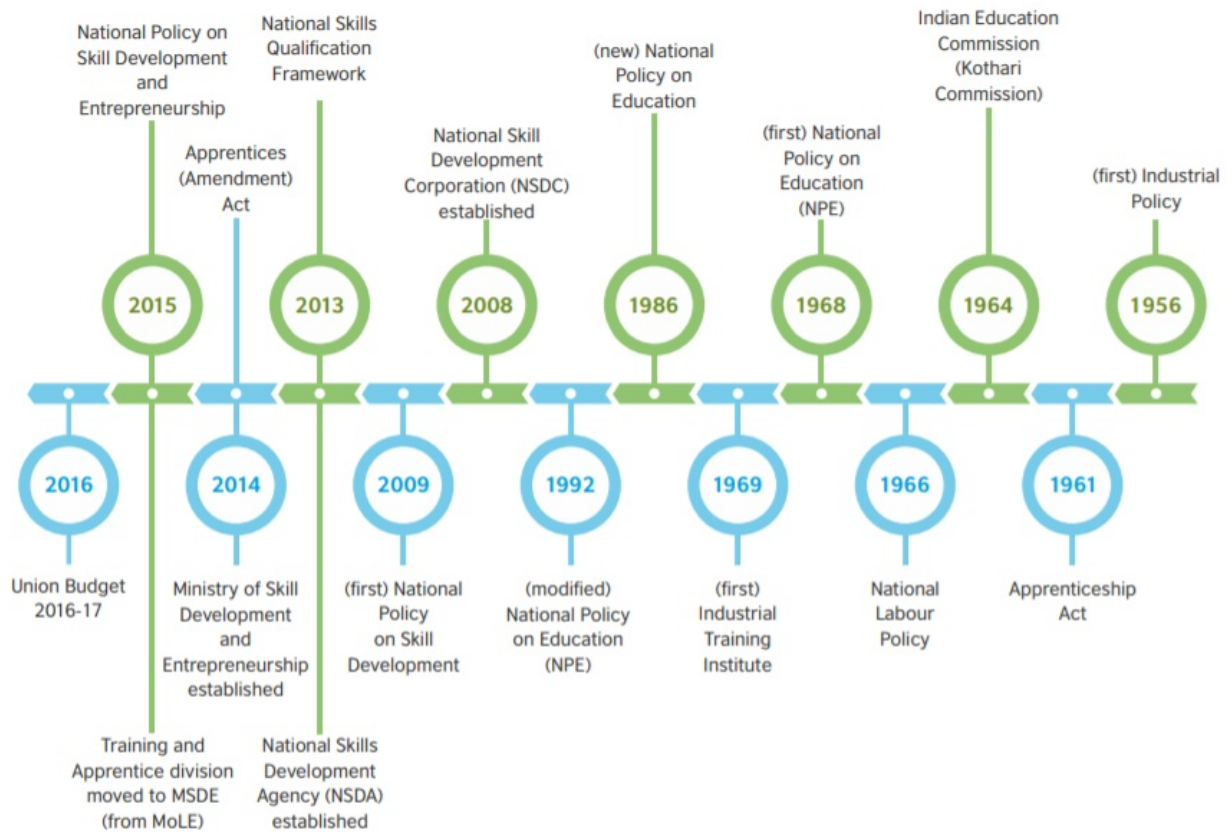 National Policy on
Skill Development
and
Entrepreneurship
Apprentices
(Amendment)
Act
National Skills
Qualification
Framework
National Skill
Development
Corporation (NSDC)
established
(new) National
Policy on
Education
(first) National
Policy on
Education
(NPE)
Indian Education
Commission
(Kothari
Commission)
(first) Industrial
Policy
2015
2013
2008
1986
1968
1964
1956
2016
2014
2009
1992
1969
1966
1961
Union Budget
2016-17
Ministry of Skill
Development
and
Entrepreneurship
established
(first) National
Policy
on Skill
Development
(modified)
National Policy
on Education
(NPE)
(first)
Industrial
Training
Institute
National
Labour
Policy
Apprenticeship
Act
Training and
Apprentice division
moved to MSDE
(from MoLE)
National Skills
Development
Agency (NSDA)
established